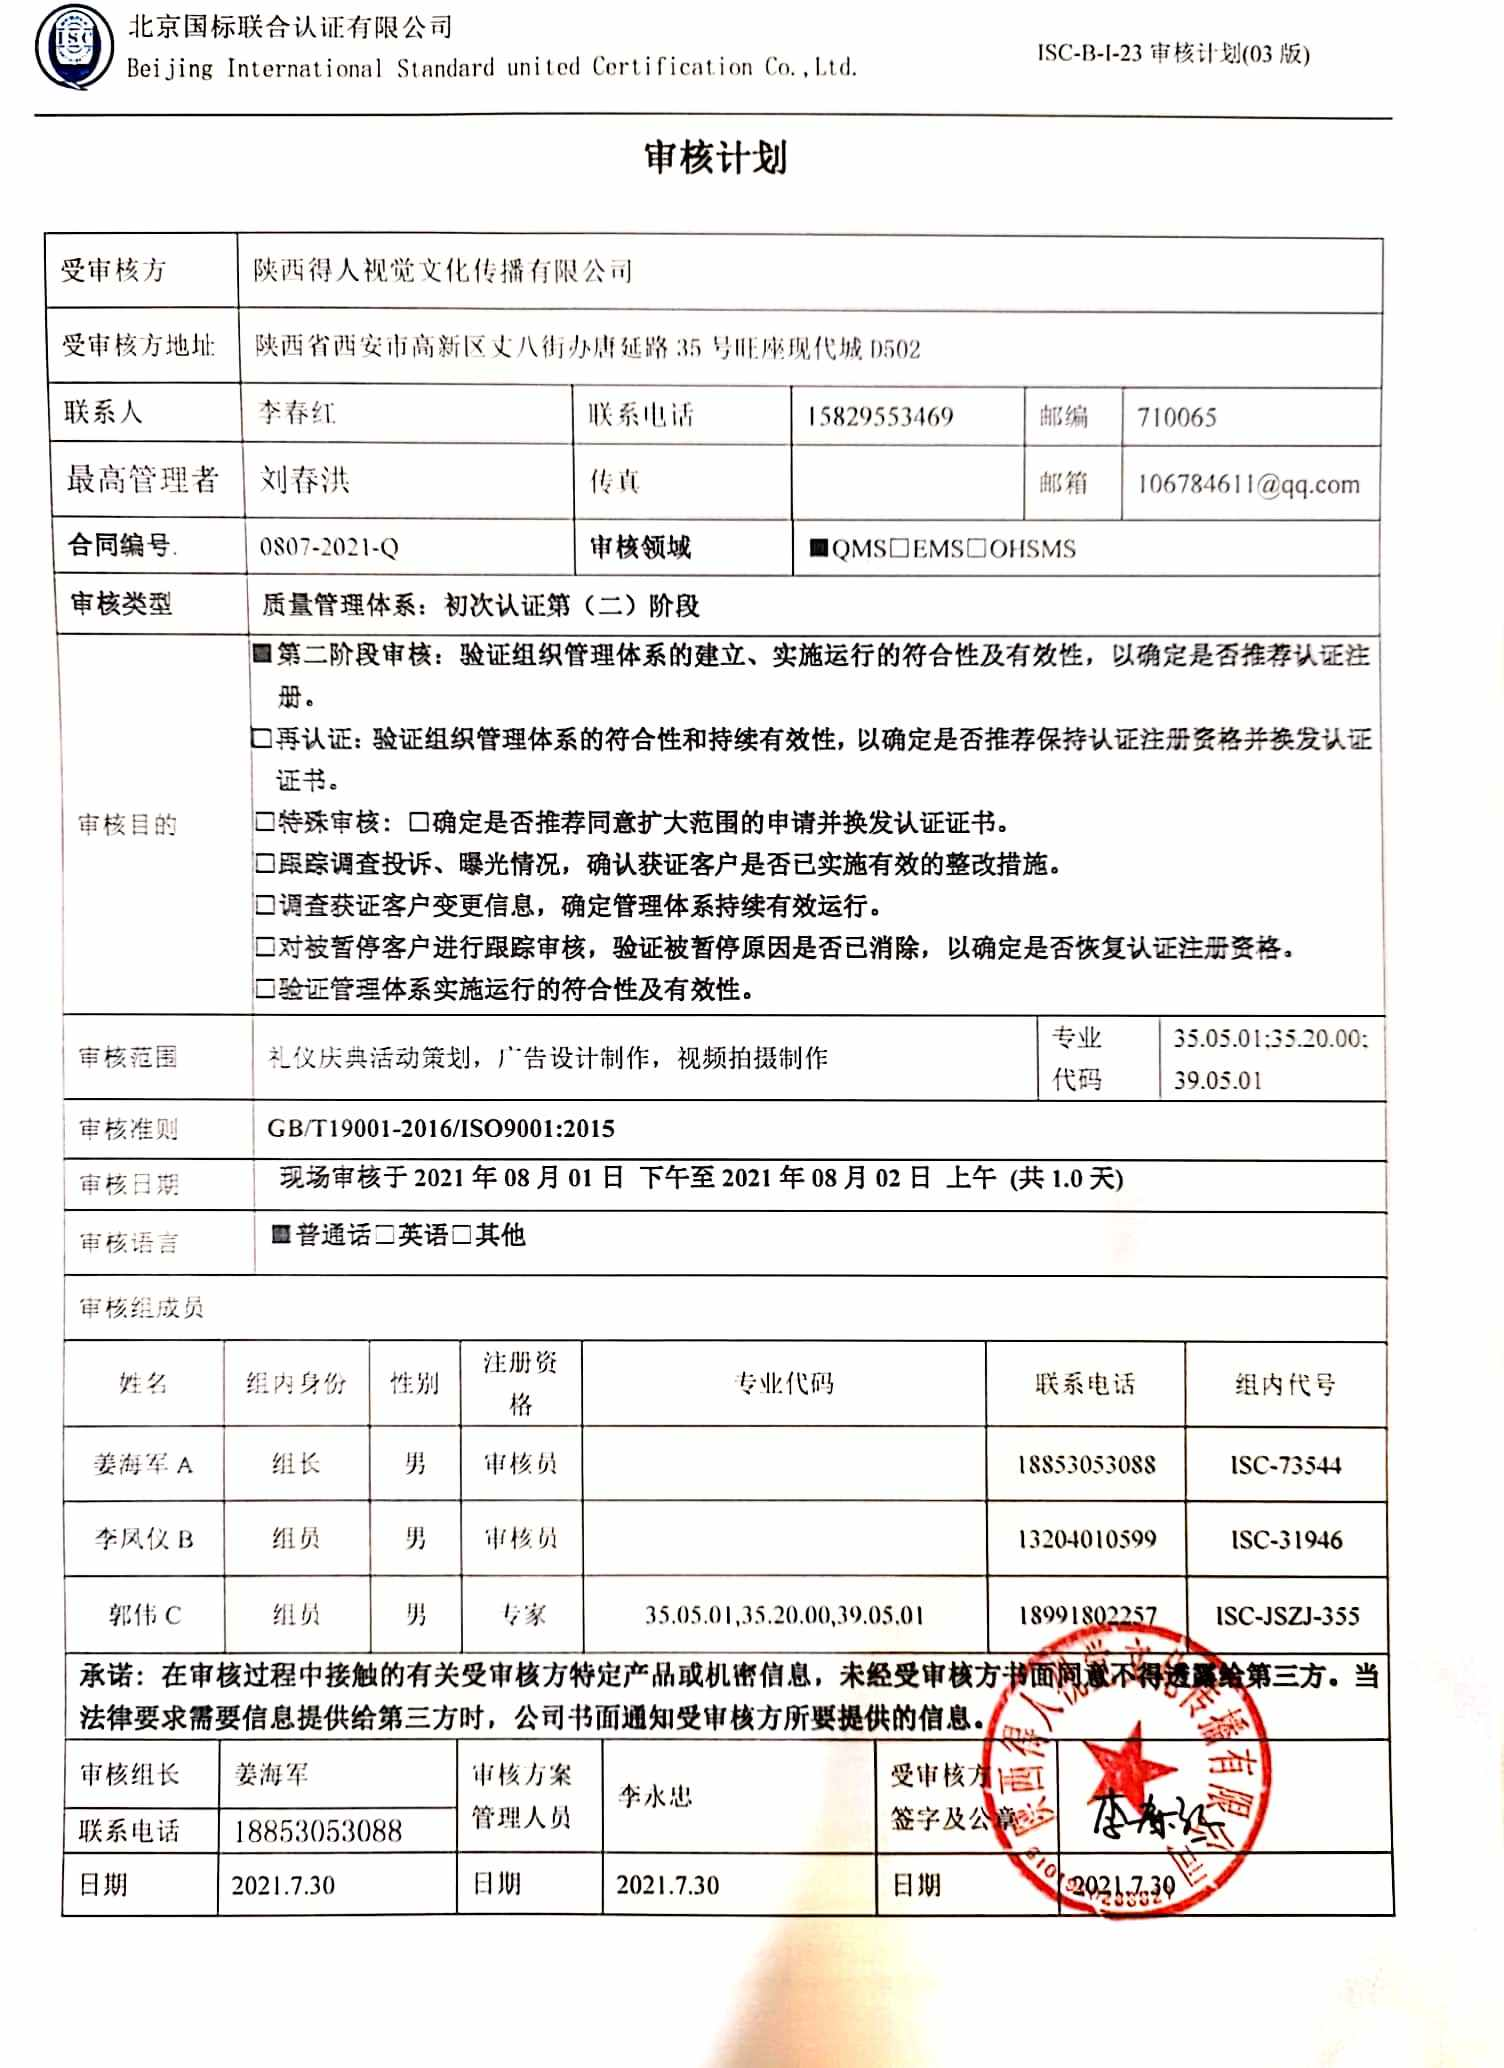 北京国标联合认证有限公司
Beijing International Standard united Certification Co.,Ltd.
ISC-B-I-23 审核计划(03 版)
ISC
审核计划
受审核方 陕西得人视觉文化传播有限公司
受审核方地址 陕西省西安市高新区丈八街办唐延路 35 号旺座现代城 D502
联系人 李春红 联系电话 15829553469 邮编 710065
最高管理者 刘春洪 传真 邮箱 106784611@qq.com
合同编号. 0807-2021-Q 审核领域 ■QMS□EMS□OHSMS
审核类型 质量管理体系：初次认证第（二）阶段
审核目的
■第二阶段审核：验证组织管理体系的建立、实施运行的符合性及有效性，以确定是否推荐认证注
册。
□再认证：验证组织管理体系的符合性和持续有效性，以确定是否推荐保持认证注册资格并换发认证
证书。
□特殊审核：□确定是否推荐同意扩大范围的申请并换发认证证书。
□跟踪调查投诉、曝光情况，确认获证客户是否已实施有效的整改措施。
□调查获证客户变更信息，确定管理体系持续有效运行。
□对被暂停客户进行跟踪审核，验证被暂停原因是否已消除，以确定是否恢复认证注册资格。
□验证管理体系实施运行的符合性及有效性。
审核范围 礼仪庆典活动策划，广告设计制作，视频拍摄制作
专业
代码
35.05.01;35.20.00;
39.05.01
审核准则 GB/T19001-2016/ISO9001:2015
审核日期 现场审核于 2021 年 08 月 01 日 下午至 2021 年 08 月 02 日 上午 (共 1.0 天)
审核语言 ■普通话□英语□其他
审核组成员
姓名 组内身份 性别 注册资格 专业代码 联系电话 组内代号
姜海军 A 组长 男 审核员 18853053088 ISC-73544
李凤仪 B 组员 男 审核员 13204010599 ISC-31946
郭伟 C 组员 男 专家 35.05.01,35.20.00,39.05.01 18991802257 ISC-JSZJ-355
承诺：在审核过程中接触的有关受审核方特定产品或机密信息，未经受审核方书面同意不得透露给第三方。当
法律要求需要信息提供给第三方时，公司书面通知受审核方所要提供的信息。
审核组长 姜海军
联系电话 18853053088
审核方案
管理人员
李永忠
受审核方
签字及公章
李春红
日期 2021.7.30 日期 2021.7.30 日期 2021.7.30
陕西得人视觉文化传播有限公司